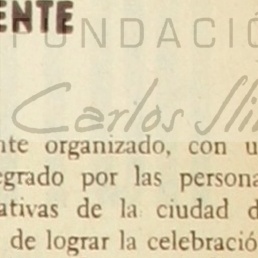 ENTE
FUNDACIÓ
Carlos Sli
nte organizado, con u
egrado por las persona
ativas de la ciudad d
de lograr la celebració